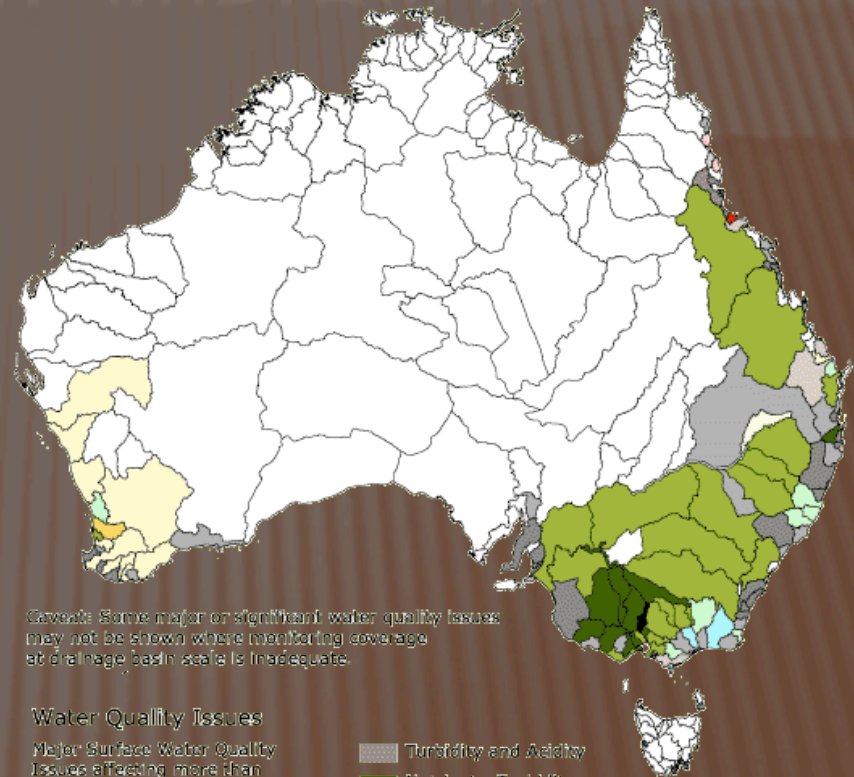 Caveat: Some major or significant water quality issues
may not be shown where monitoring coverage
at drainage basin scale is inadequate.
Water Quality Issues
Major Surface Water Quality
Issues affecting more than
Turbidity and Acidity